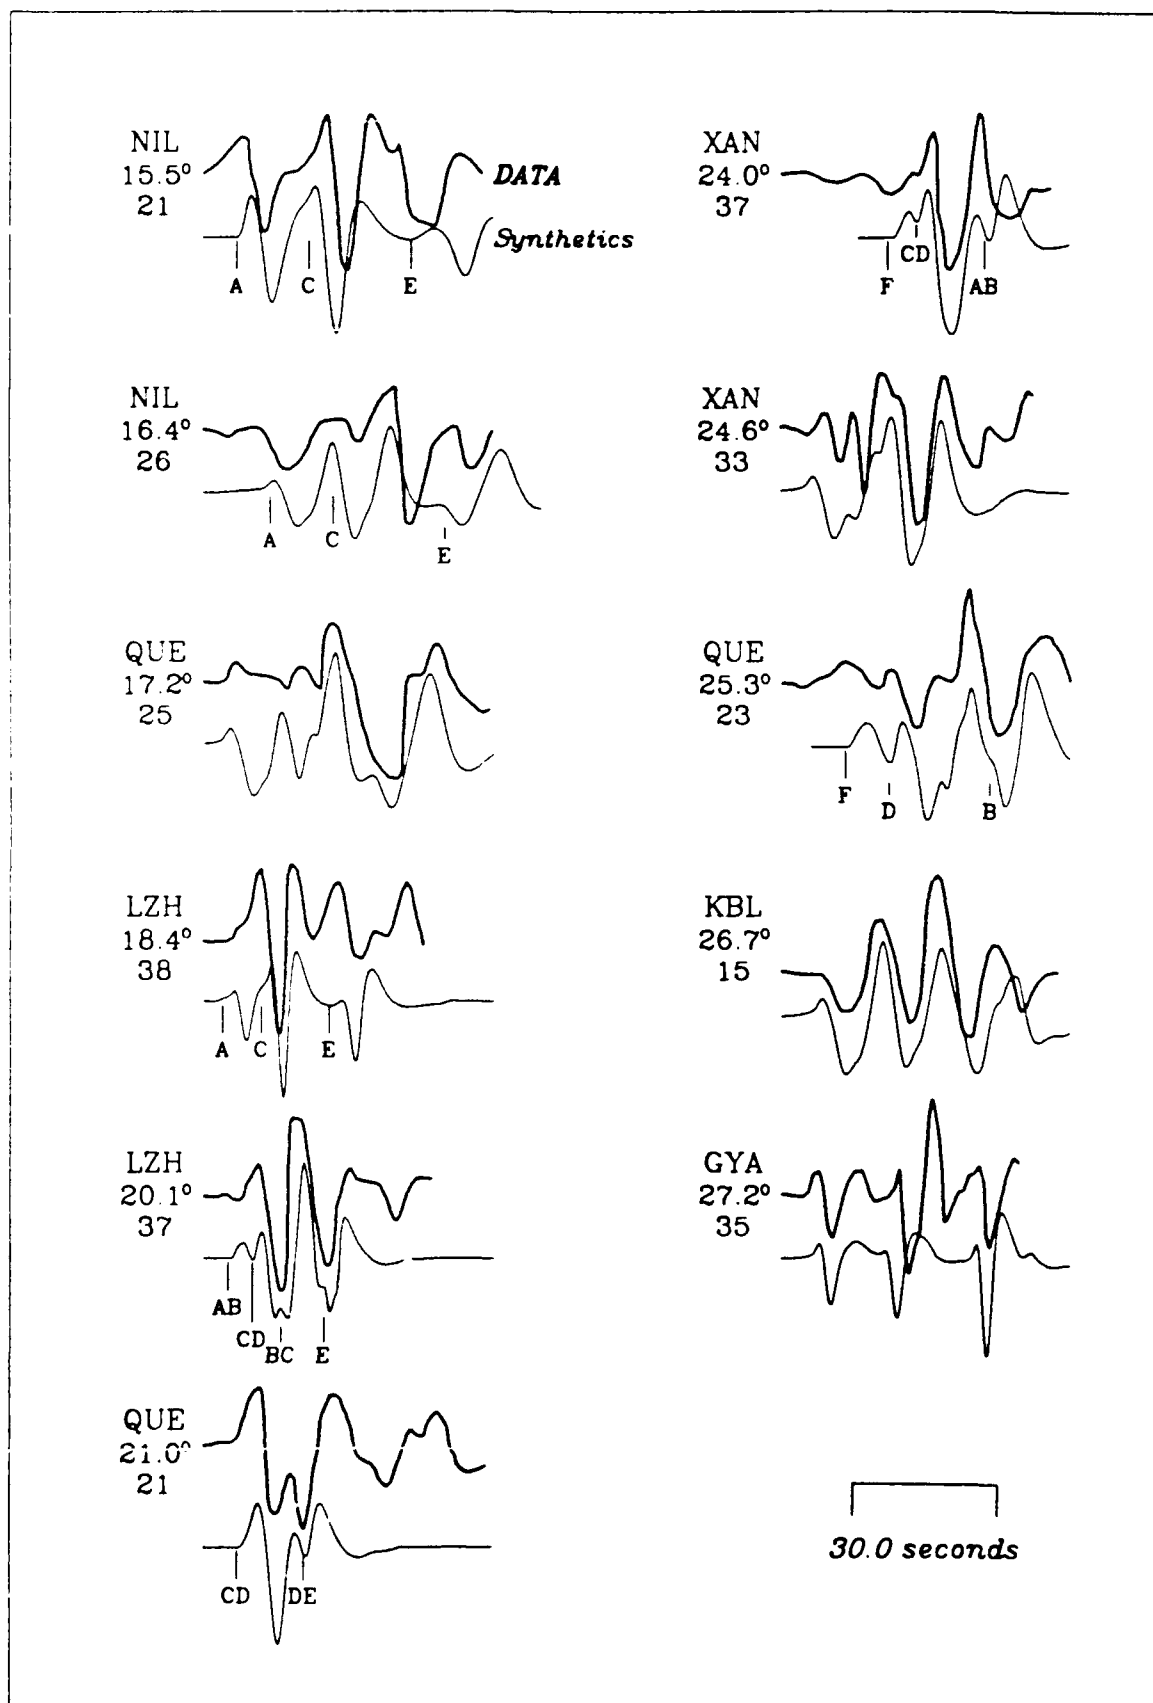 NIL
15.5°
21
DATA
Synthetics
A
C
E
NIL
16.4°
26
A
C
E
QUE
17.2°
25
LZH
18.4°
38
A
C
E
LZH
20.1°
37
AB
CD
BC
E
QUE
21.0°
21
CD
DE
XAN
24.0°
37
F
CD
AB
XAN
24.6°
33
QUE
25.3°
23
F
D
B
KBL
26.7°
15
GYA
27.2°
35
30.0 seconds